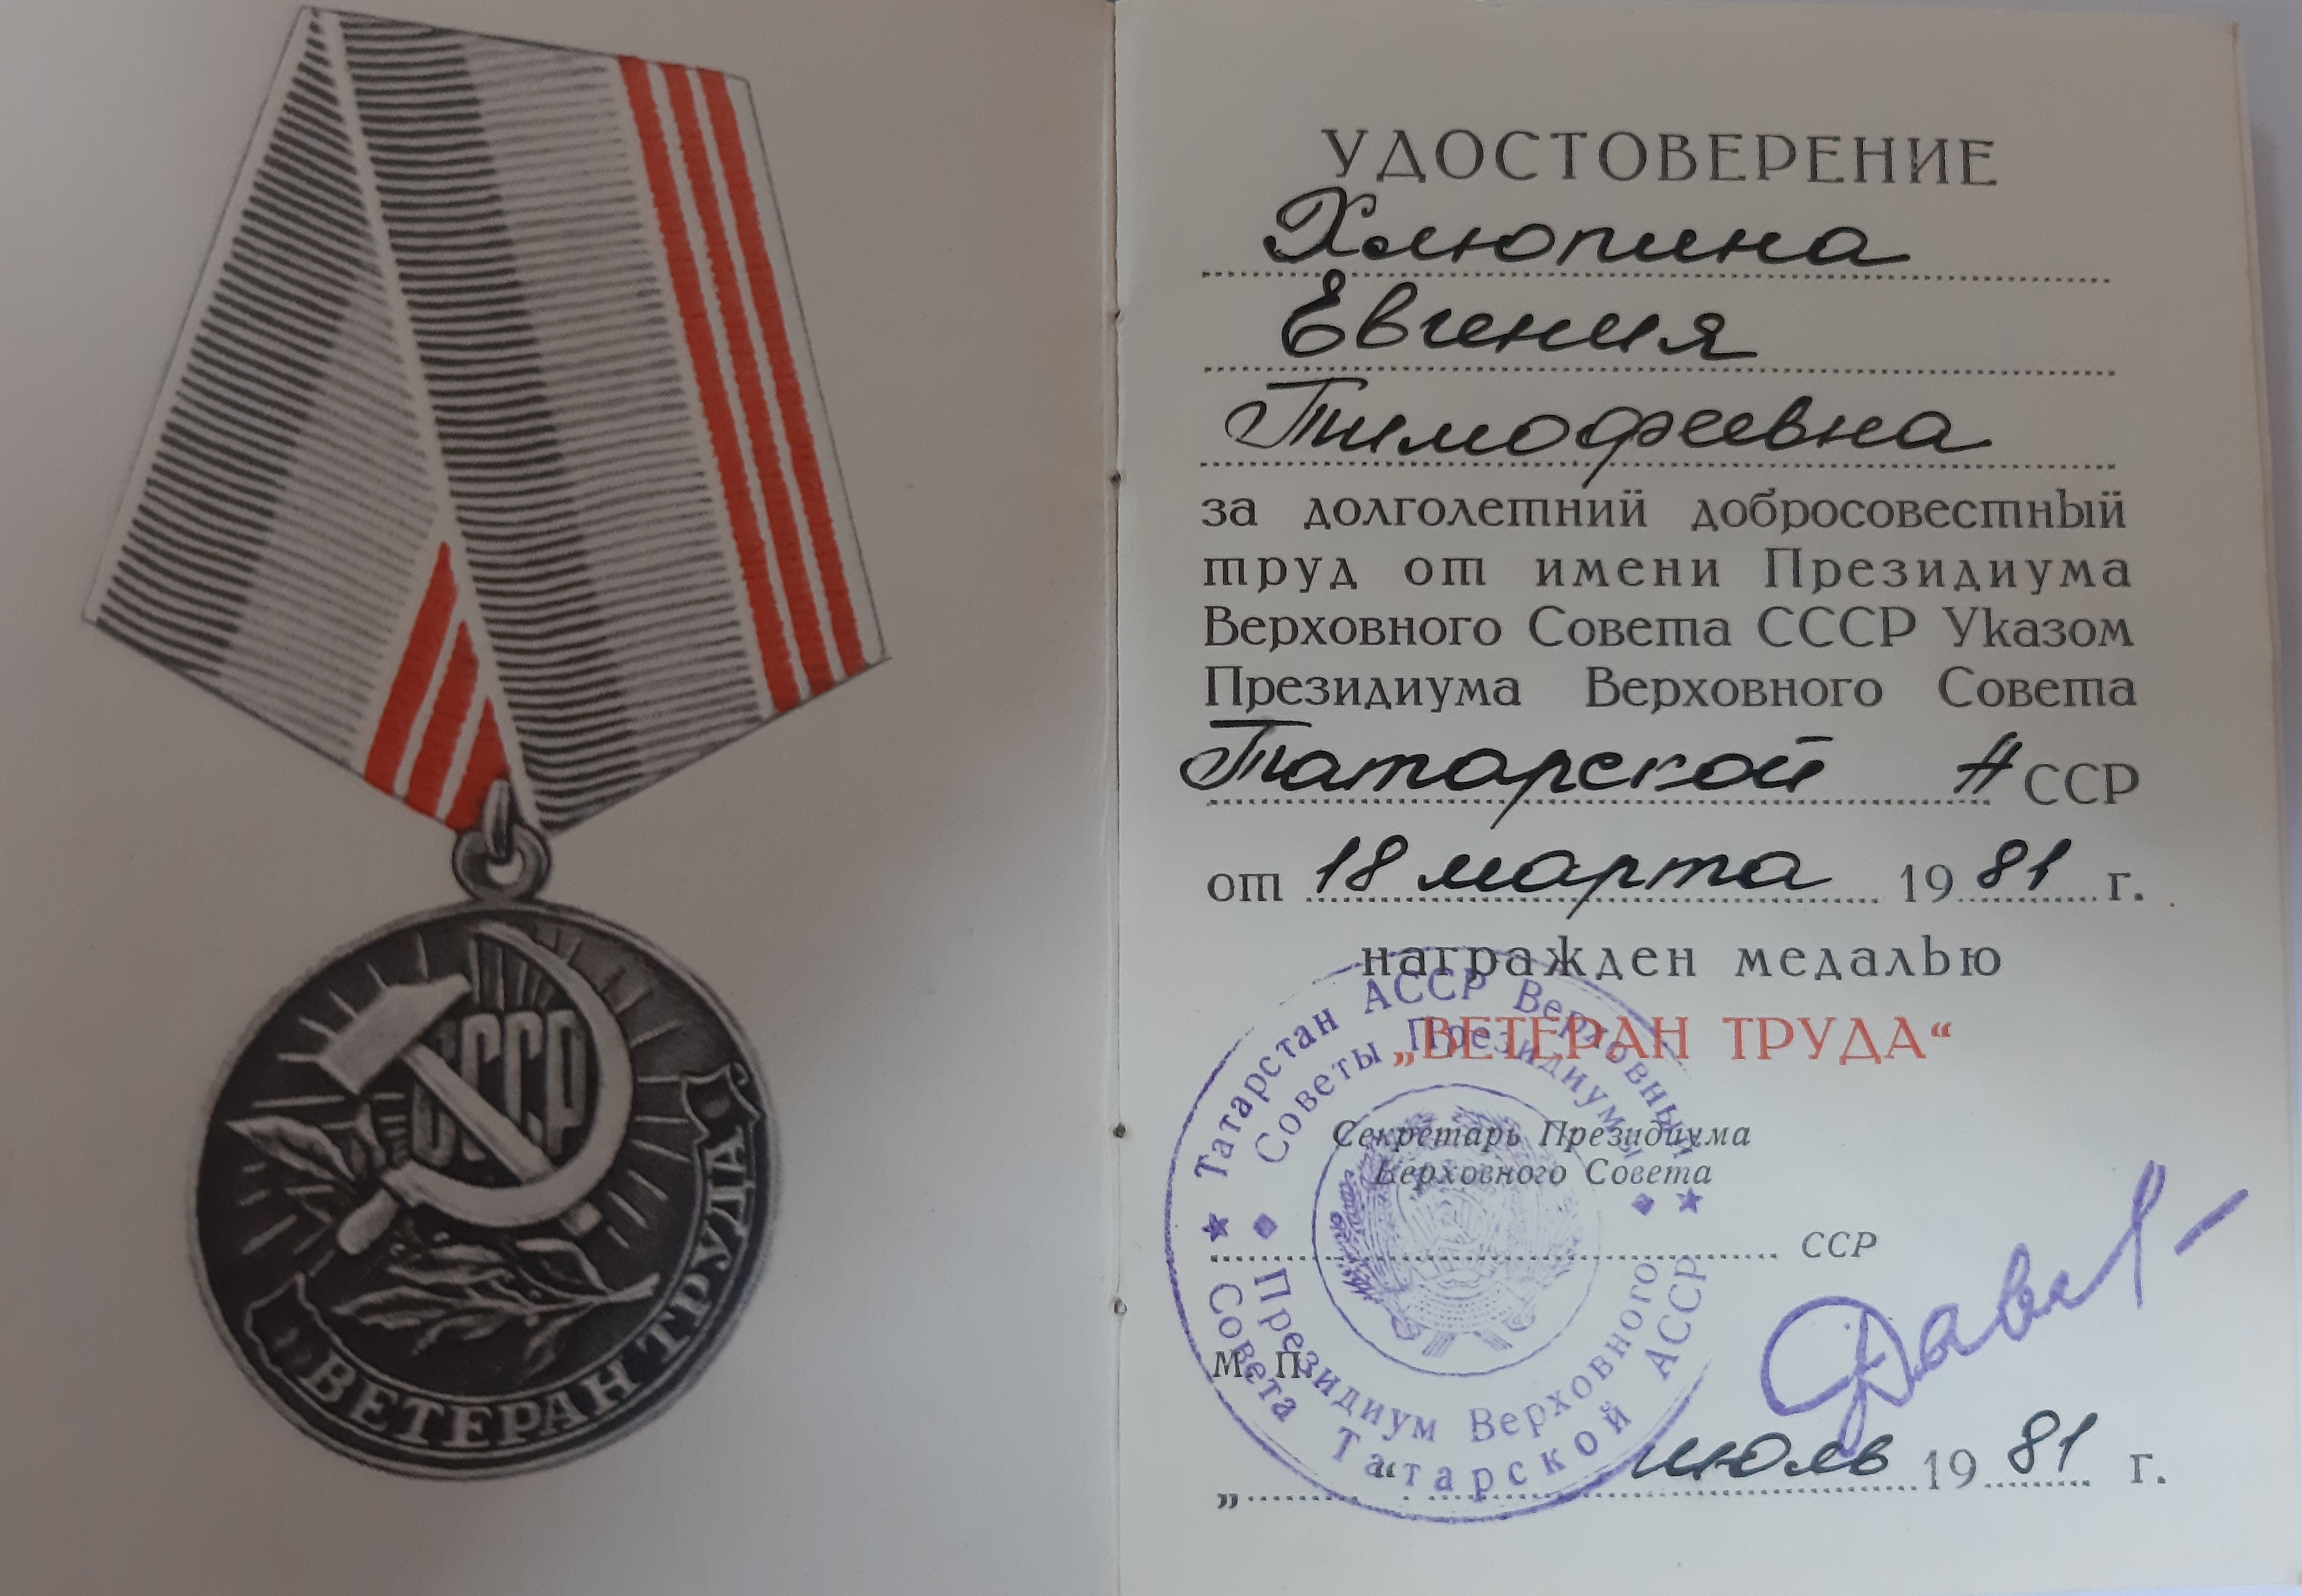 СССР
ВЕТЕРАН ТРУДА
УДОСТОВЕРЕНИЕ
Хлюпина
Евгения
Тимофеевна
за долголетний добросовестный
труд от имени Президиума
Верховного Совета СССР Указом
Президиума Верховного Совета
Татарской АССР
от 18 марта 1981 г.
награжден медалью
„ВЕТЕРАН ТРУДА“
Секретарь Президиума
Верховного Совета
ССР
М. П.
„ “ июль 1981 г.
Татарстан АССР Верховный
Советы Президиумы
Президиум Верховного
Совета Татарской АССР